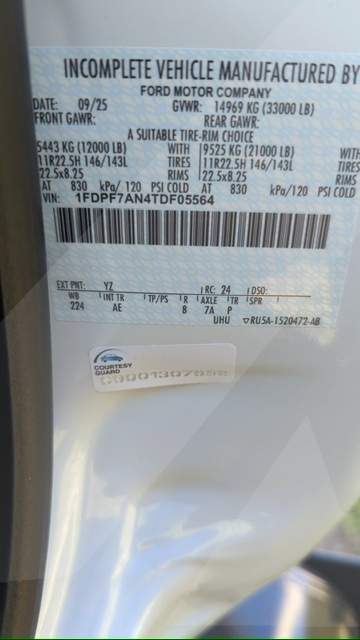 INCOMPLETE VEHICLE MANUFACTURED BY
FORD MOTOR COMPANY
DATE: 09/25 GVWR: 14969 KG (33000 LB)
FRONT GAWR: REAR GAWR:
A SUITABLE TIRE-RIM CHOICE
5443 KG (12000 LB) WITH 9525 KG (21000 LB) WITH
11R22.5H 146/143L TIRES 11R22.5H 146/143L TIRES
22.5x8.25 RIMS 22.5x8.25 RIMS
AT 830 kPa/ 120 PSI COLD AT 830 kPa/120 PSI COLD
VIN: 1FDPF7AN4TDF05564
EXT PNT: YZ RC: 24 DSO:
WB INT TR TP/PS R AXLE TR SPR
224 AE 8 7A P
UHU RU5A-1520472-AB
COURTESY
GUARD